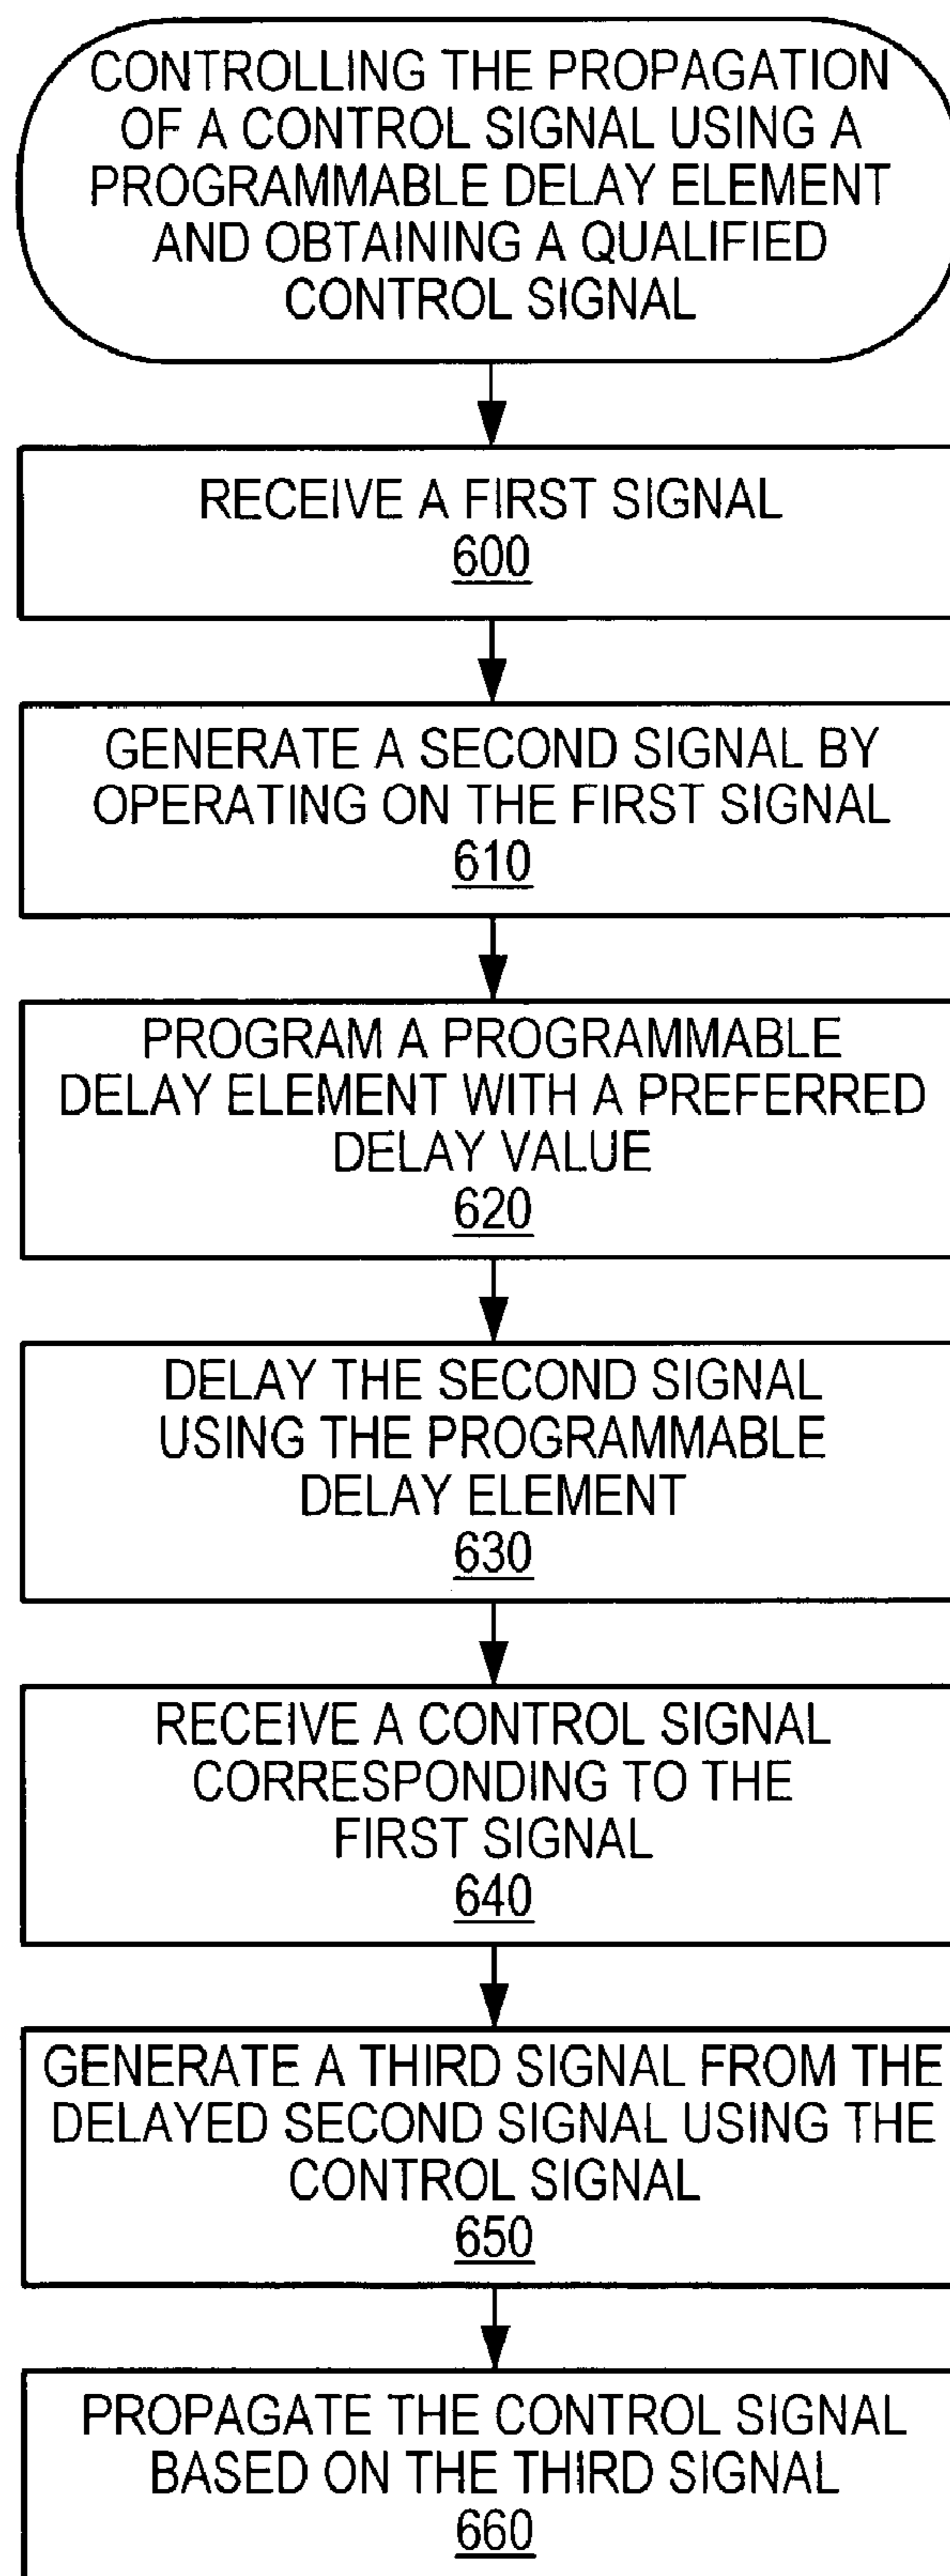 CONTROLLING THE PROPAGATION
OF A CONTROL SIGNAL USING A
PROGRAMMABLE DELAY ELEMENT
AND OBTAINING A QUALIFIED
CONTROL SIGNAL
RECEIVE A FIRST SIGNAL
600
GENERATE A SECOND SIGNAL BY
OPERATING ON THE FIRST SIGNAL
610
PROGRAM A PROGRAMMABLE
DELAY ELEMENT WITH A PREFERRED
DELAY VALUE
620
DELAY THE SECOND SIGNAL
USING THE PROGRAMMABLE
DELAY ELEMENT
630
RECEIVE A CONTROL SIGNAL
CORRESPONDING TO THE
FIRST SIGNAL
640
GENERATE A THIRD SIGNAL FROM THE
DELAYED SECOND SIGNAL USING THE
CONTROL SIGNAL
650
PROPAGATE THE CONTROL SIGNAL
BASED ON THE THIRD SIGNAL
660